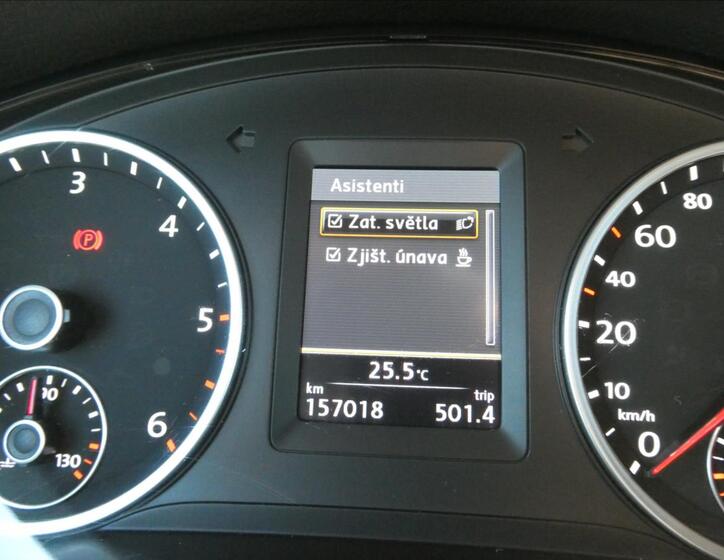 Asistenti
Zat. světla
Zjišt. únava
25.5°C
km
trip
157018
501.4
3
4
5
6
90
130
P
80
60
40
20
10
km/h
0